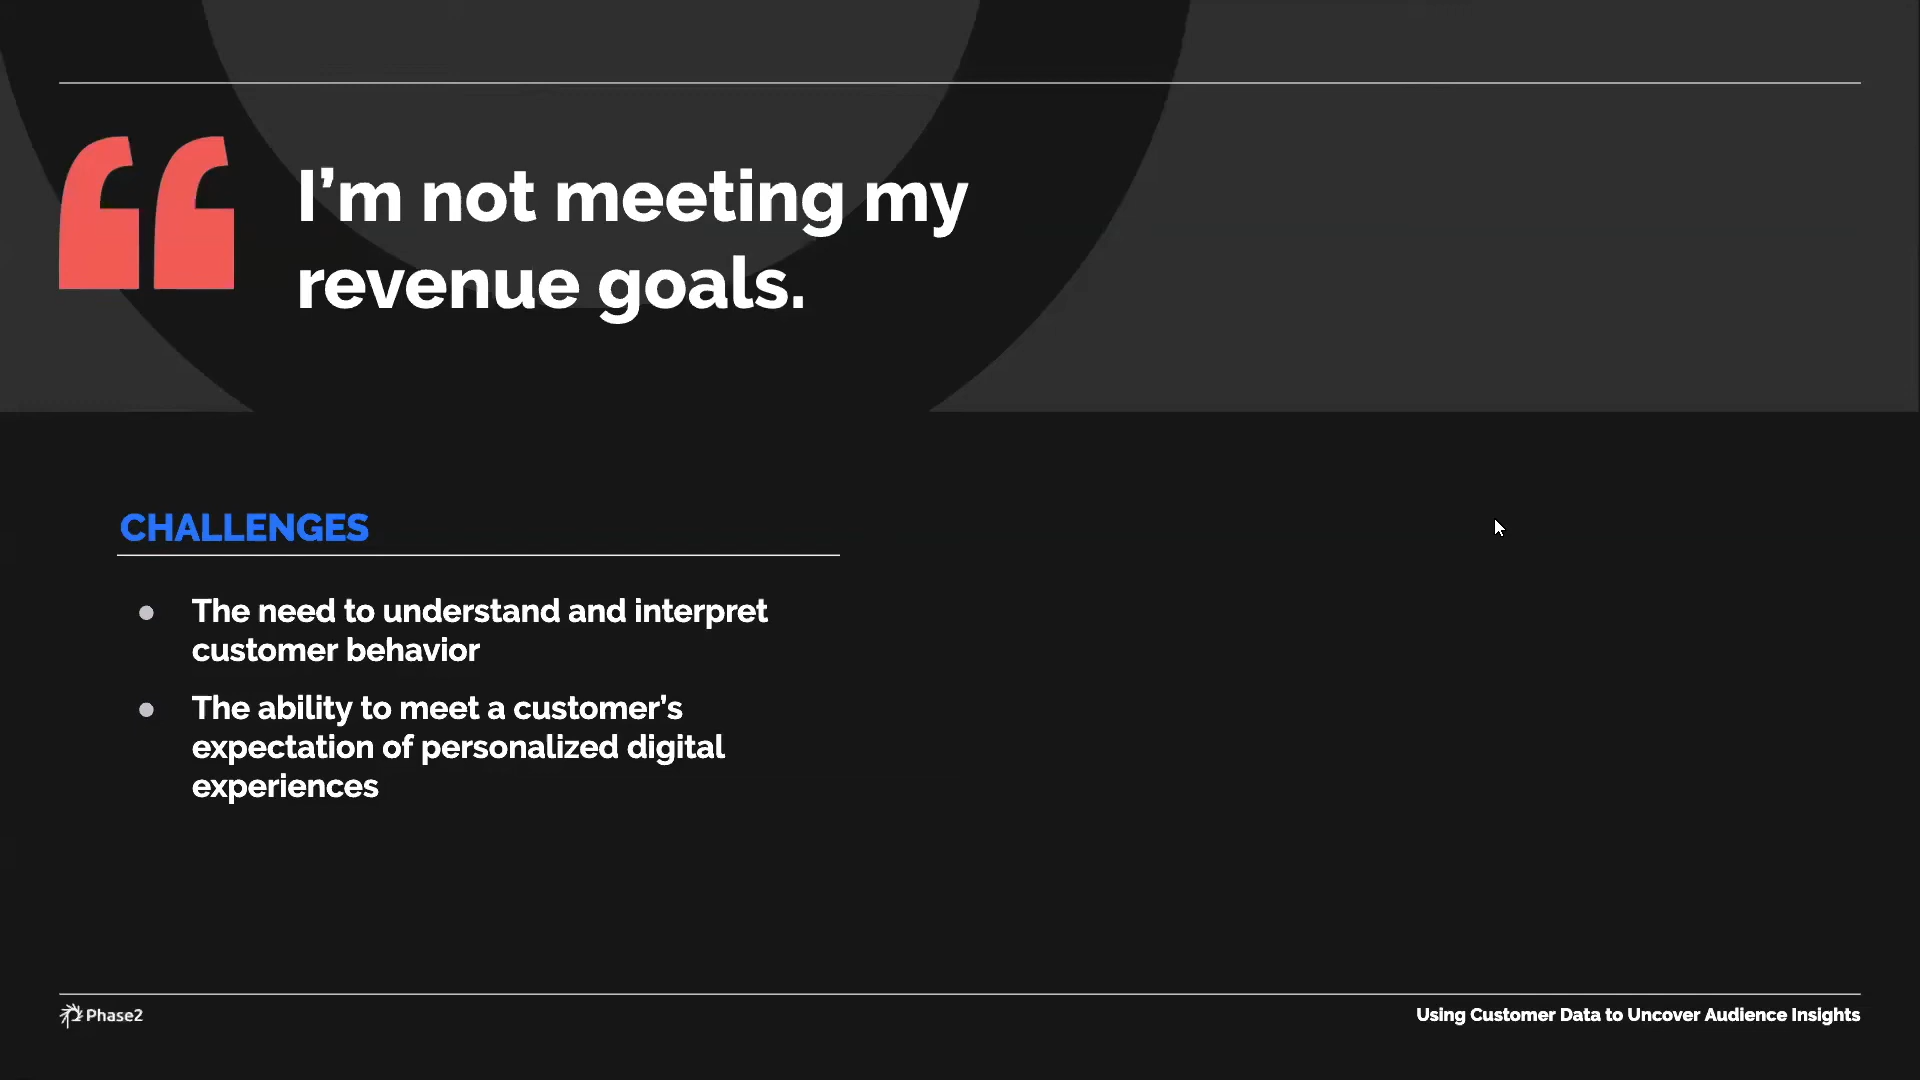 I’m not meeting my
revenue goals.
CHALLENGES
● The need to understand and interpret
customer behavior
● The ability to meet a customer’s
expectation of personalized digital
experiences
Phase2
Using Customer Data to Uncover Audience Insights